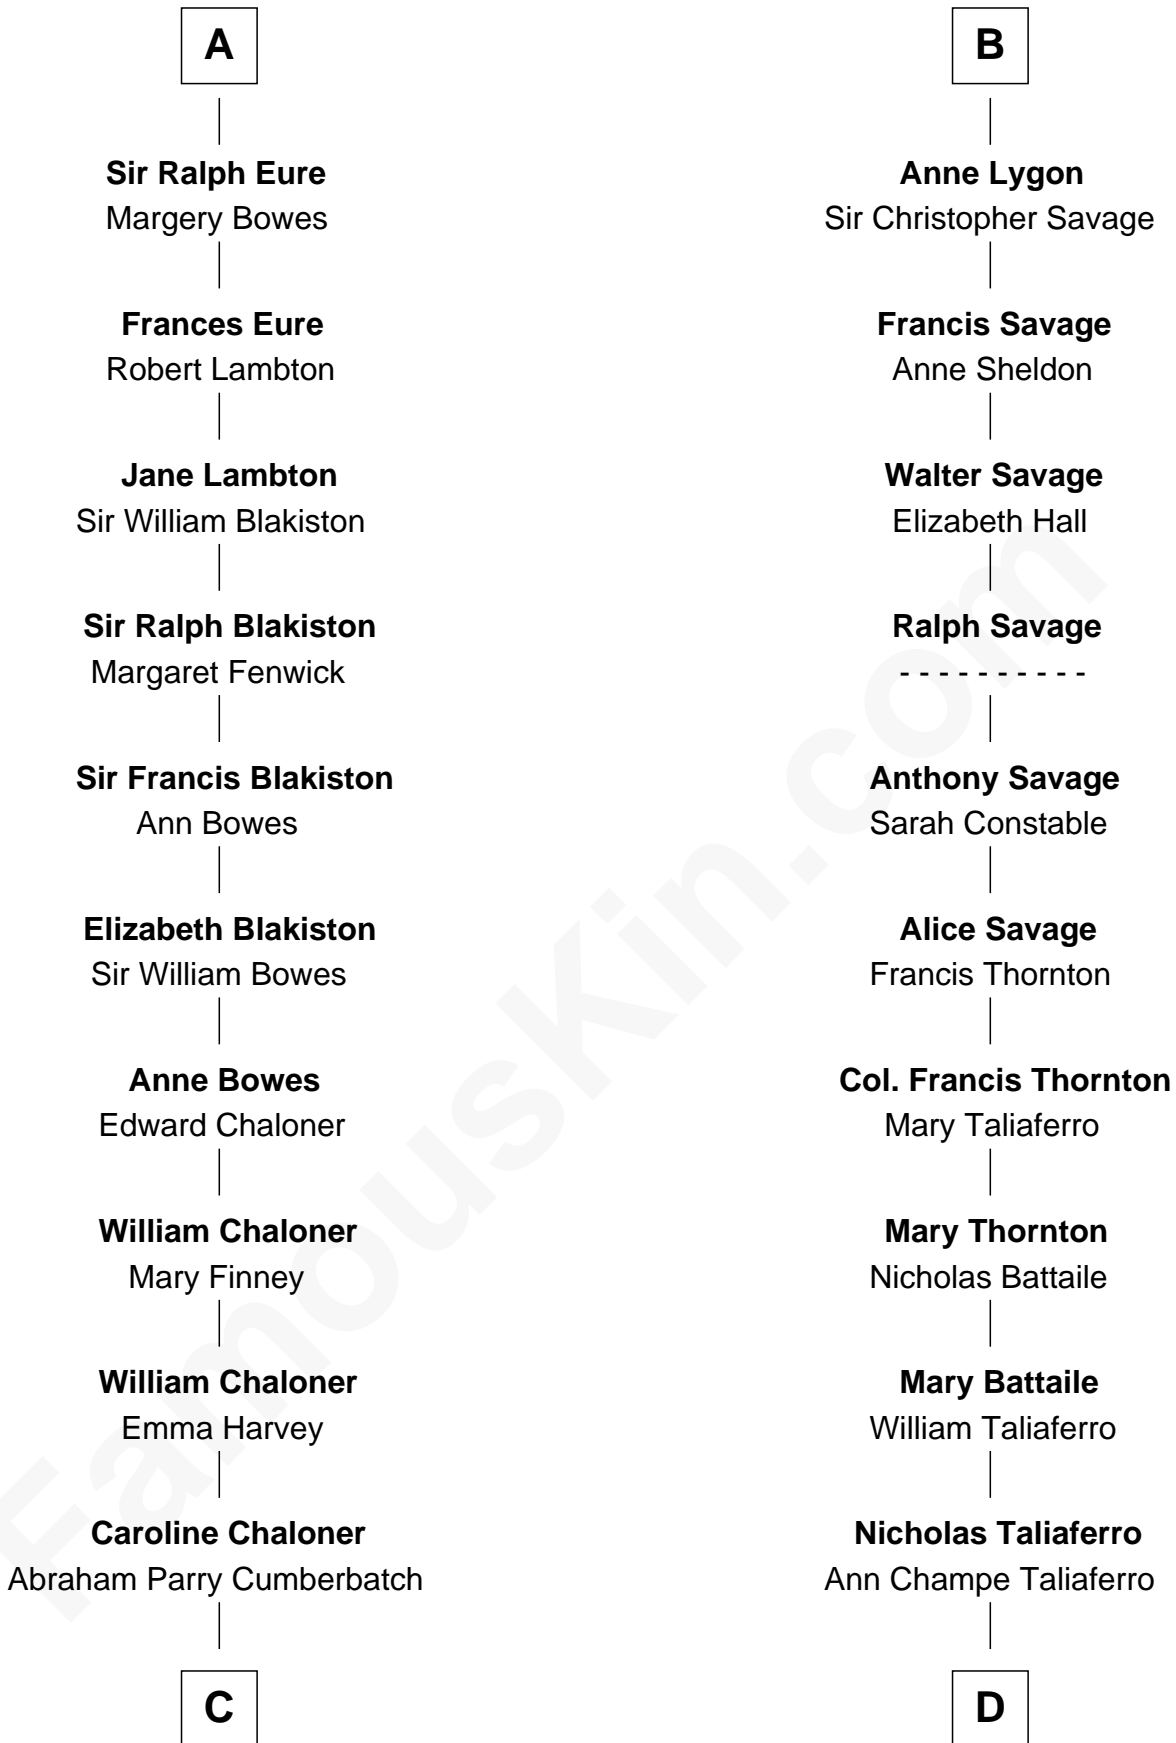 A
Sir Ralph Eure
Margery Bowes
Frances Eure
Robert Lambton
Jane Lambton
Sir William Blakiston
Sir Ralph Blakiston
Margaret Fenwick
Sir Francis Blakiston
Ann Bowes
Elizabeth Blakiston
Sir William Bowes
Anne Bowes
Edward Chaloner
William Chaloner
Mary Finney
William Chaloner
Emma Harvey
Caroline Chaloner
Abraham Parry Cumberbatch
C
B
Anne Lygon
Sir Christopher Savage
Francis Savage
Anne Sheldon
Walter Savage
Elizabeth Hall
Ralph Savage
- - - - - - - - - -
Anthony Savage
Sarah Constable
Alice Savage
Francis Thornton
Col. Francis Thornton
Mary Taliaferro
Mary Thornton
Nicholas Battaile
Mary Battaile
William Taliaferro
Nicholas Taliaferro
Ann Champe Taliaferro
D
FamousKin.com